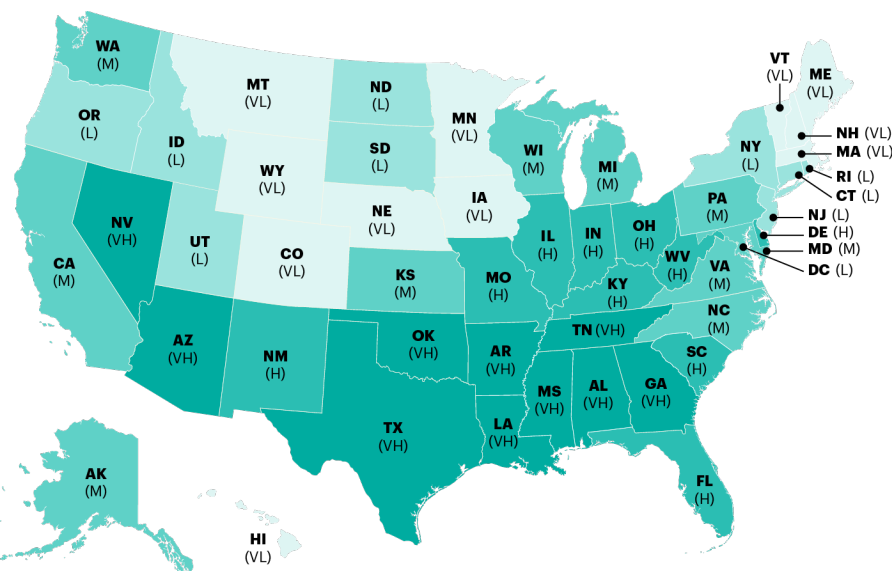 WA
(M)
MT
(VL)
ND
(L)
MN
(VL)
VT
(VL)
ME
(VL)
OR
(L)
ID
(L)
SD
(L)
WI
(M)
MI
(M)
NY
(L)
NH (VL)
MA (VL)
RI (L)
CT (L)
WY
(VL)
NE
(VL)
IA
(VL)
PA
(M)
NJ (L)
DE (H)
MD (M)
DC (L)
NV
(VH)
UT
(L)
CO
(VL)
IL
(H)
IN
(H)
OH
(H)
WV
(H)
VA
(M)
CA
(M)
KS
(M)
MO
(H)
KY
(H)
NC
(M)
TN (VH)
AZ
(VH)
NM
(H)
OK
(VH)
AR
(VH)
SC
(H)
MS
(VH)
AL
(VH)
GA
(VH)
TX
(VH)
LA
(VH)
FL
(H)
AK
(M)
HI
(VL)